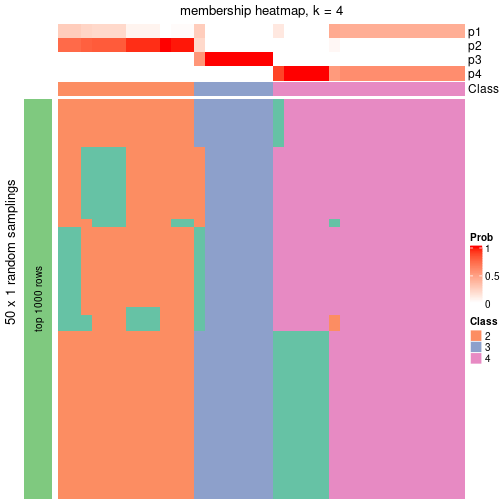 membership heatmap, k = 4
p1
p2
p3
p4
Class
50 x 1 random samplings
top 1000 rows
Prob
1
0.5
0
Class
2
3
4